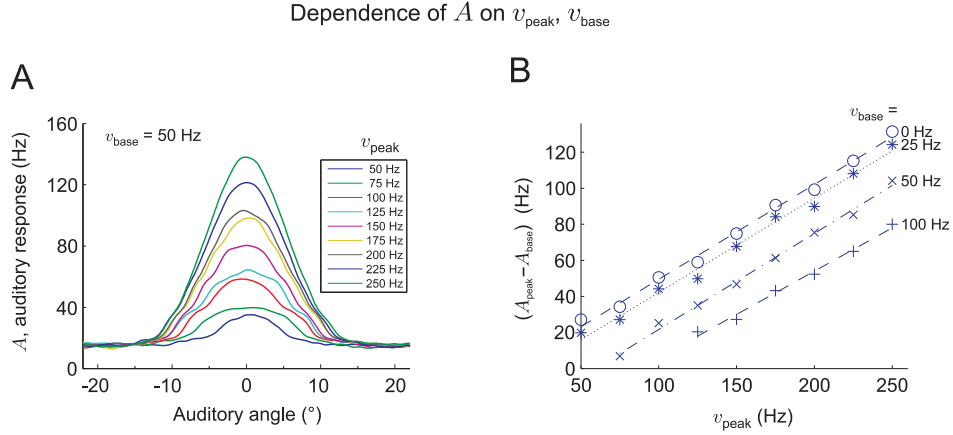 Dependence of A on v_peak, v_base
A
v_base = 50 Hz
A, auditory response (Hz)
160
120
80
40
0
-20
-10
0
10
20
Auditory angle (°)
v_peak
50 Hz
75 Hz
100 Hz
125 Hz
150 Hz
175 Hz
200 Hz
225 Hz
250 Hz
B
v_base =
0 Hz
25 Hz
50 Hz
100 Hz
(A_peak−A_base) (Hz)
120
100
80
60
40
20
0
50
100
150
200
250
v_peak (Hz)